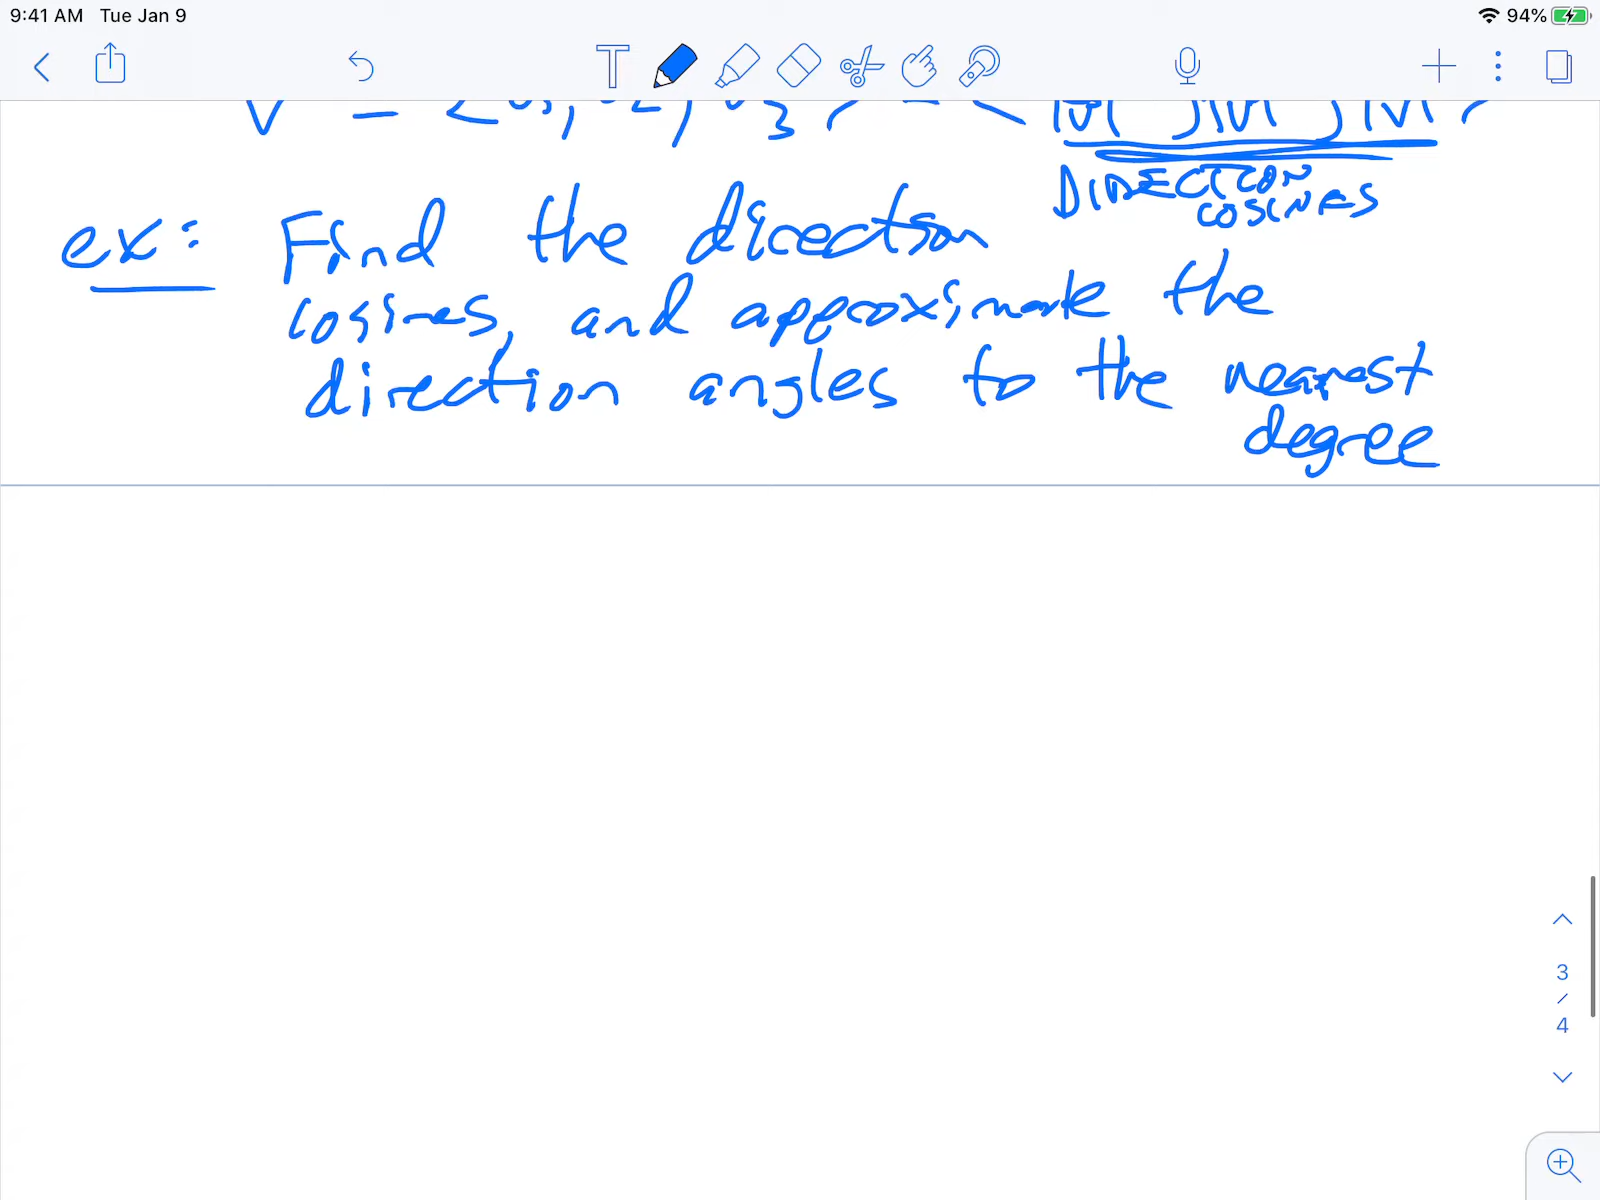 9:41 AM Tue Jan 9 94%
DIRECTION
COSINES
ex: Find the direction
cosines, and approximate the
direction angles to the nearest
degree
3
/
4